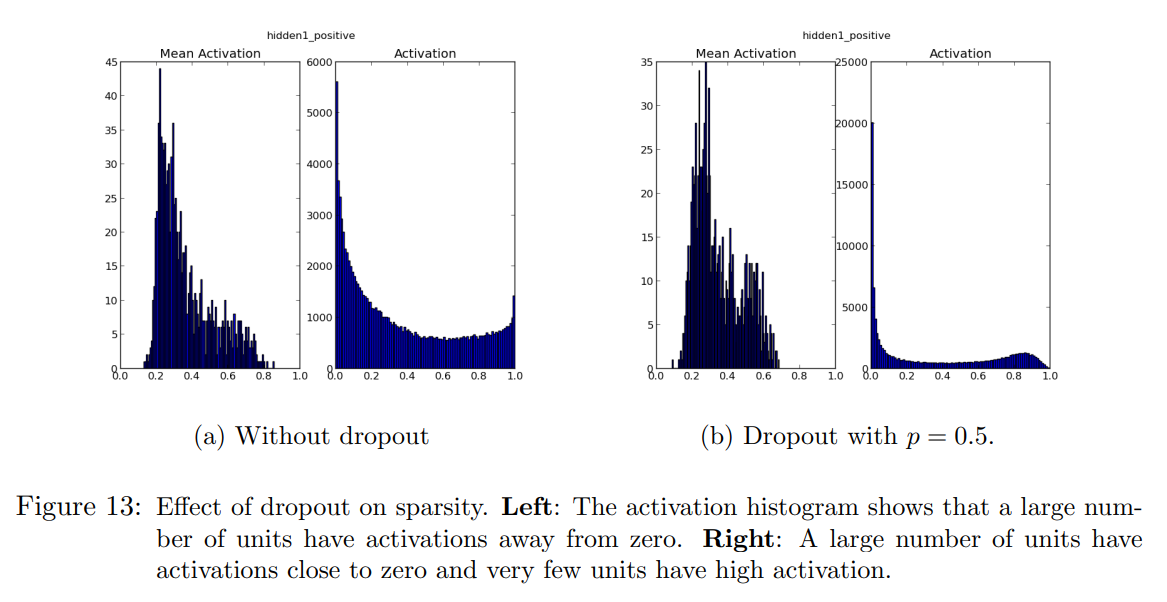 hidden1_positive
Mean Activation
Activation
45
40
35
30
25
20
15
10
5
0
0.0 0.2 0.4 0.6 0.8 1.0
6000
5000
4000
3000
2000
1000
0
0.0 0.2 0.4 0.6 0.8 1.0
(a) Without dropout
hidden1_positive
Mean Activation
Activation
35
30
25
20
15
10
5
0
0.0 0.2 0.4 0.6 0.8 1.0
25000
20000
15000
10000
5000
0
0.0 0.2 0.4 0.6 0.8 1.0
(b) Dropout with p = 0.5.
Figure 13: Effect of dropout on sparsity. Left: The activation histogram shows that a large num-
ber of units have activations away from zero. Right: A large number of units have
activations close to zero and very few units have high activation.